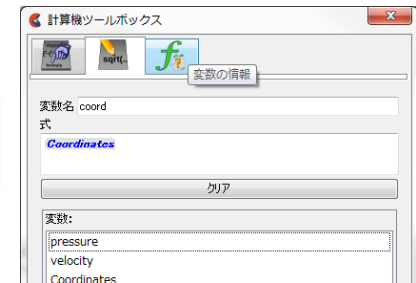 計算機ツールボックス
sqrt(..
変数の情報
変数名 coord
式
Coordinates
クリア
変数:
pressure
velocity
Coordinates